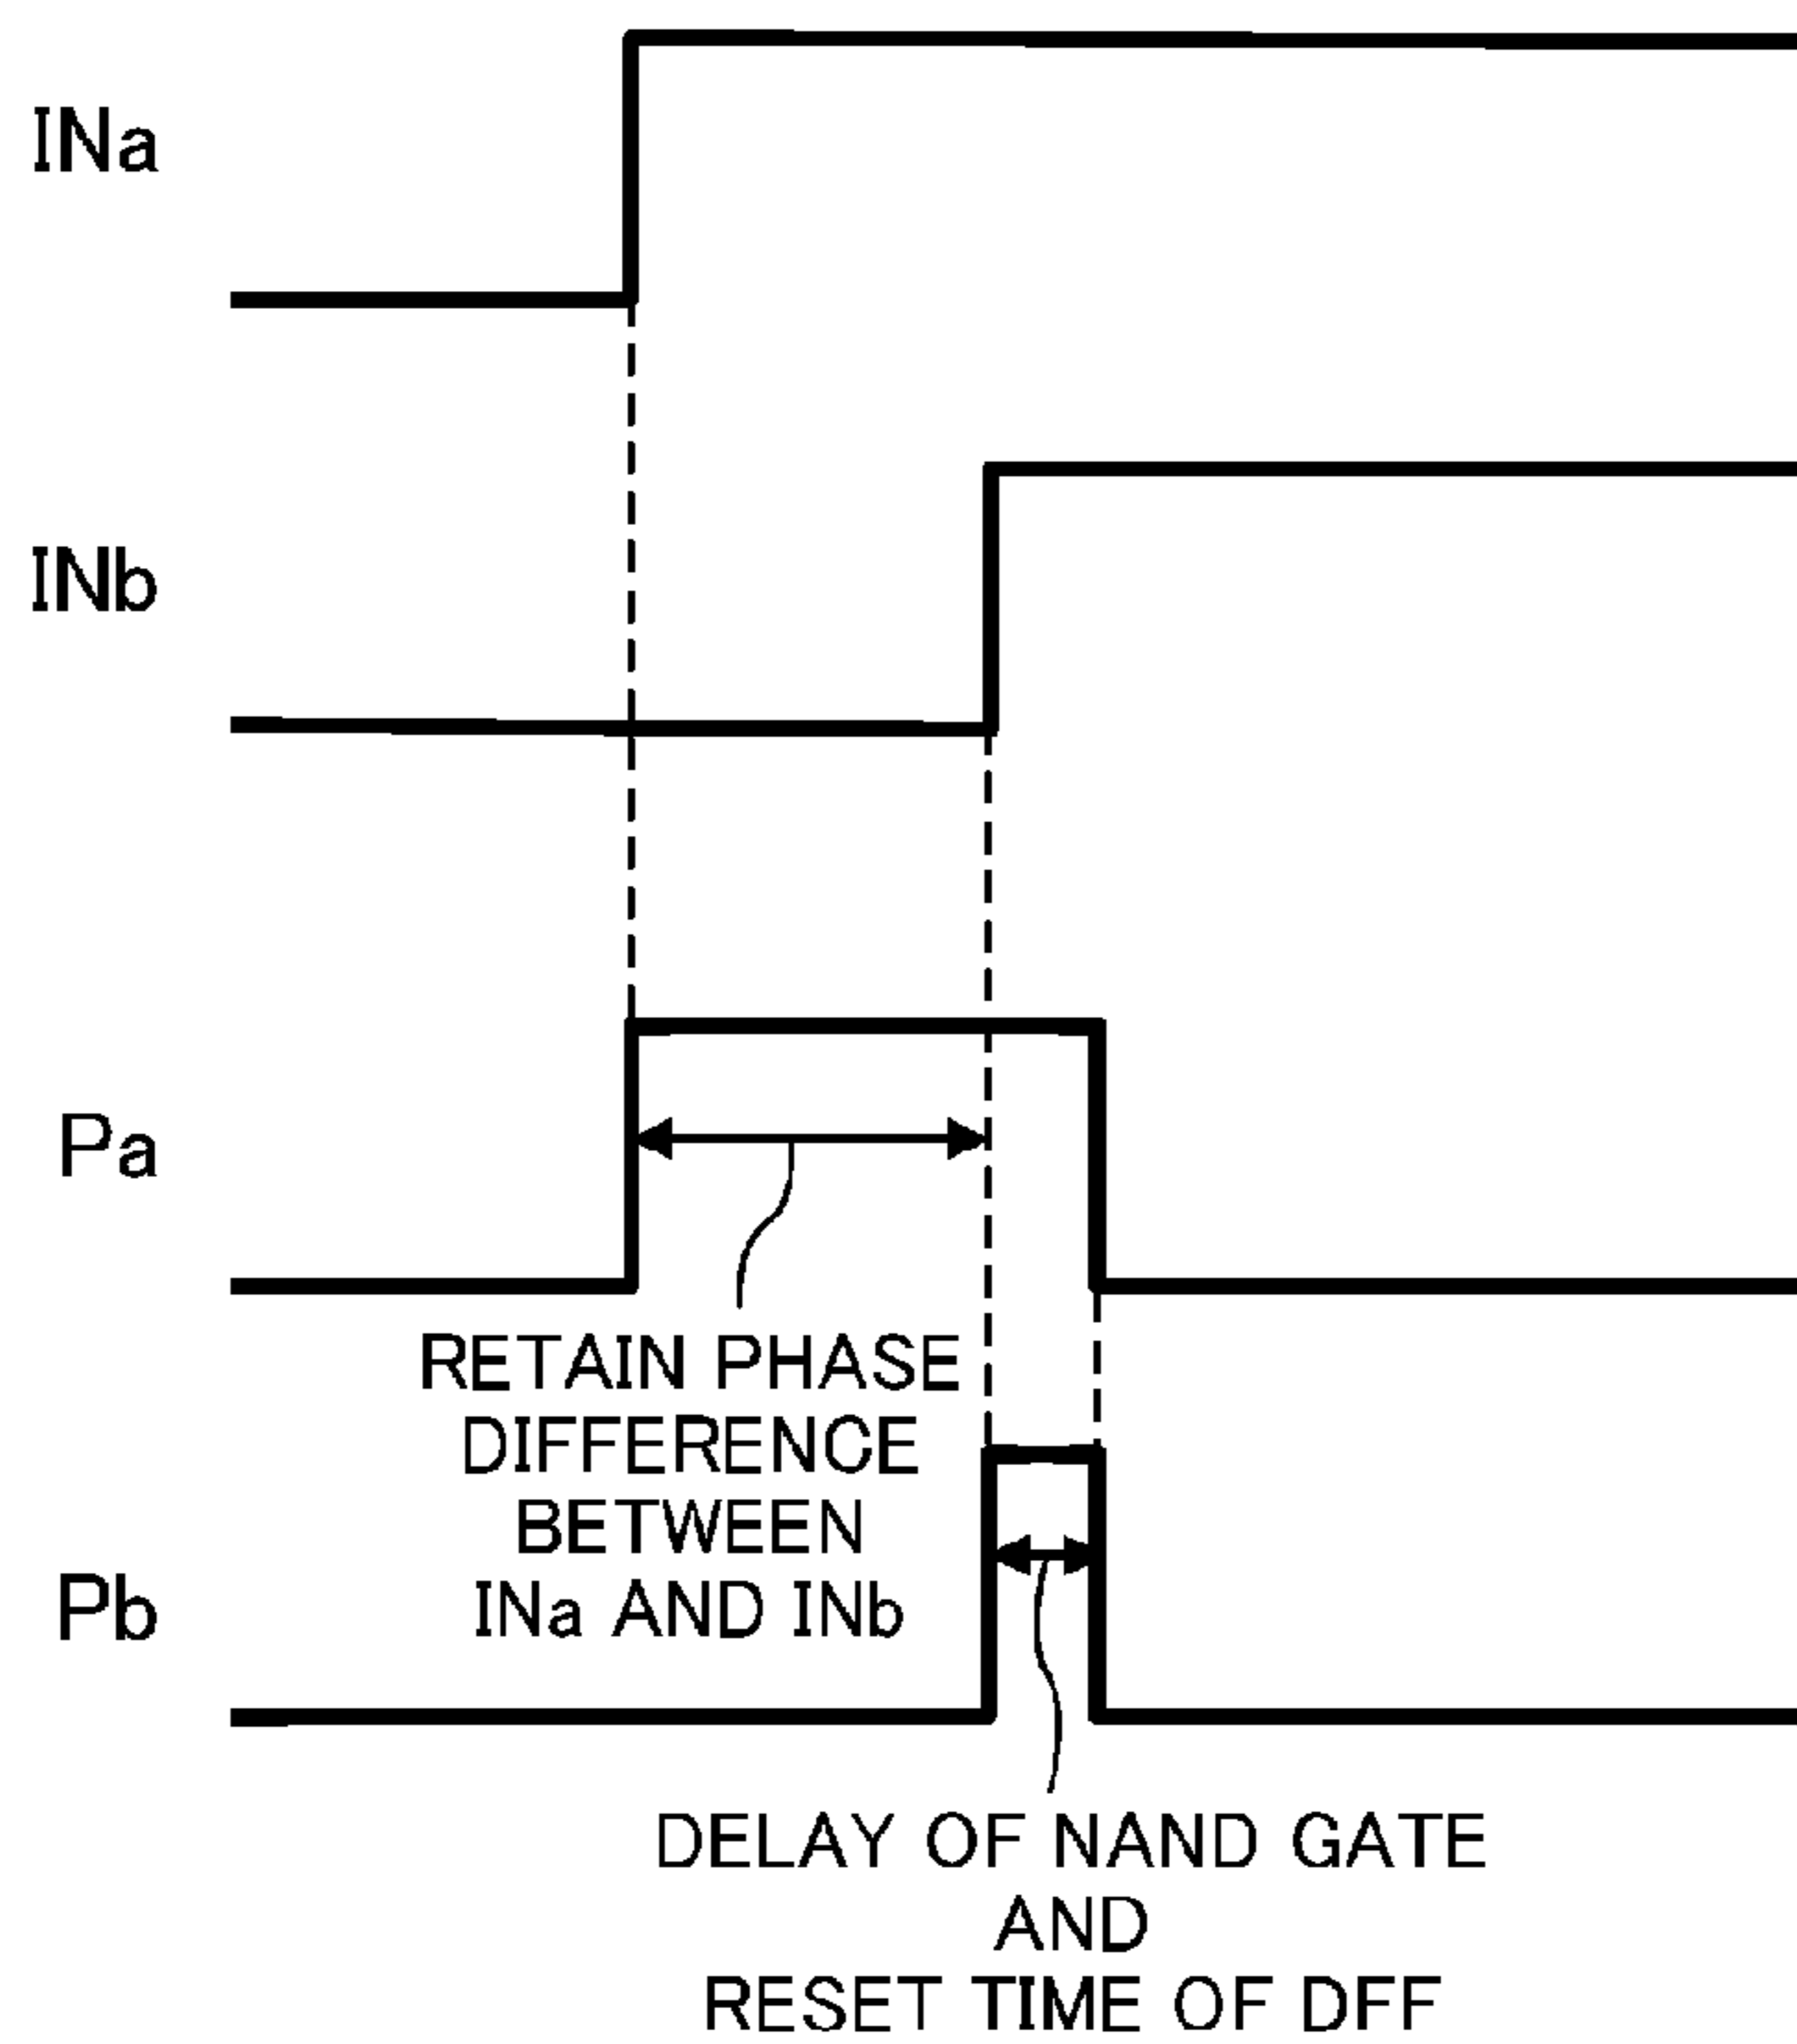 INa
INb
Pa
RETAIN PHASE
DIFFERENCE
BETWEEN
INa AND INb
Pb
DELAY OF NAND GATE
AND
RESET TIME OF DFF